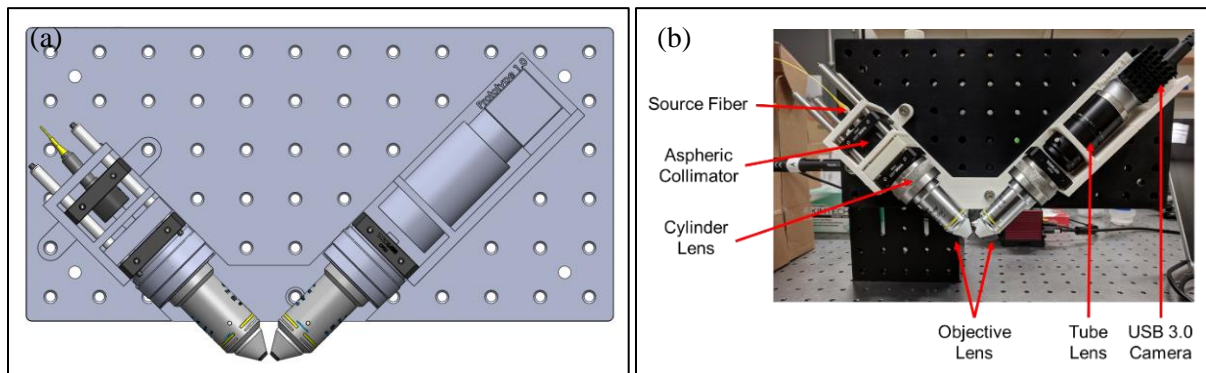 (a)
Prototype 1.0
(b)
Source Fiber
Aspheric
Collimator
Cylinder
Lens
Objective
Lens
Tube
Lens
USB 3.0
Camera